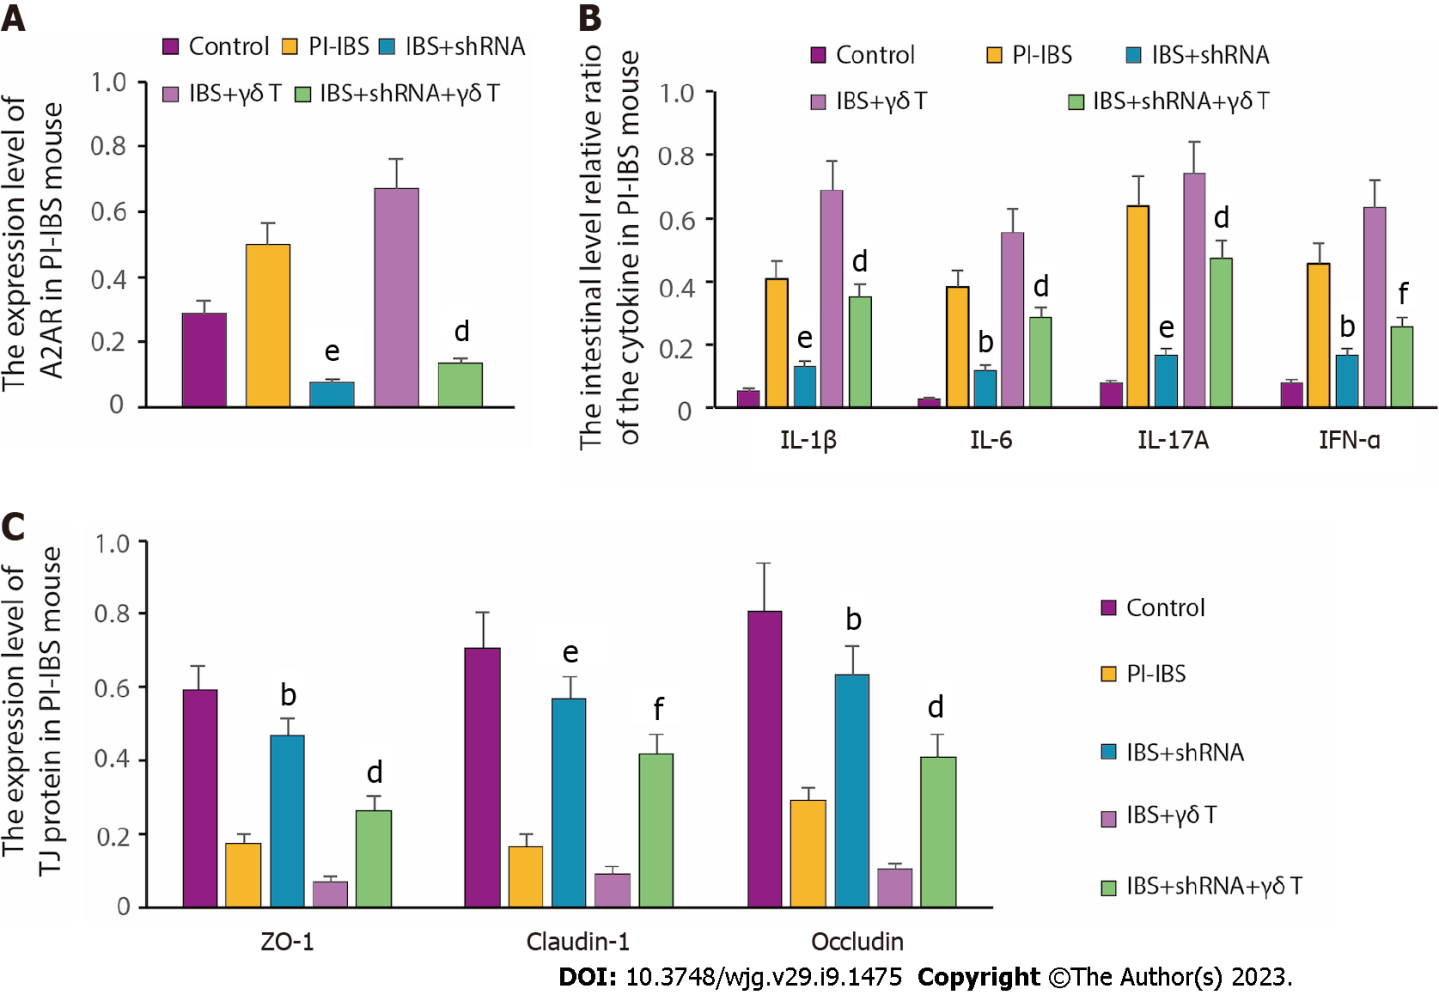 A
Control PI-IBS IBS+shRNA
IBS+γδ T IBS+shRNA+γδ T
The expression level of
A2AR in PI-IBS mouse
1.0
0.8
0.6
0.4
0.2
0
e
d
B
Control PI-IBS IBS+shRNA
IBS+γδ T IBS+shRNA+γδ T
The intestinal level relative ratio
of the cytokine in PI-IBS mouse
1.0
0.8
0.6
0.4
0.2
0
e d b d e d b f
IL-1β IL-6 IL-17A IFN-α
C
The expression level of
TJ protein in PI-IBS mouse
1.0
0.8
0.6
0.4
0.2
0
b d e f b d
ZO-1 Claudin-1 Occludin
Control
PI-IBS
IBS+shRNA
IBS+γδ T
IBS+shRNA+γδ T
DOI: 10.3748/wjg.v29.i9.1475 Copyright ©The Author(s) 2023.